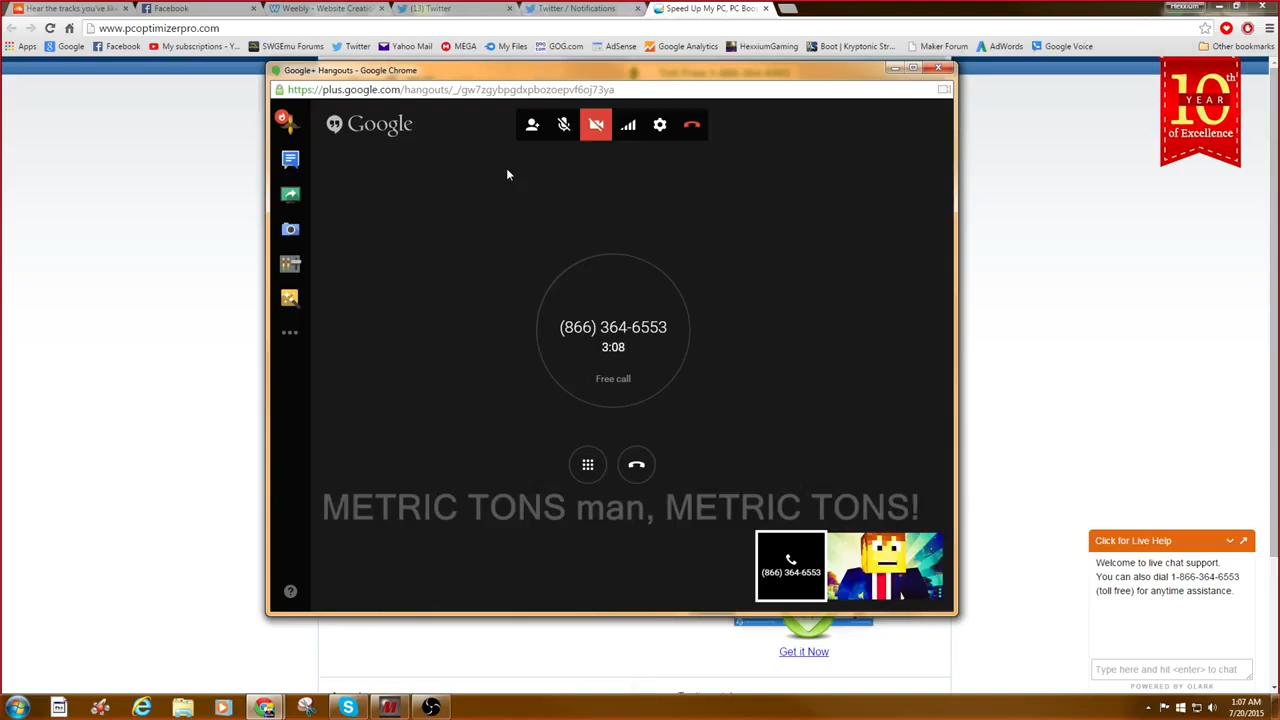 Hear the tracks you've lik
Facebook
Weebly - Website Creatio
(13) Twitter
Twitter / Notifications
Speed Up My PC, PC Boo
Hexxium
www.pcoptimizerpro.com
Apps
Google
Facebook
My subscriptions - Y...
SWGEmu Forums
Twitter
Yahoo Mail
MEGA
My Files
GOG.com
AdSense
Google Analytics
HexxiumGaming
Boot | Kryptonic Str...
Maker Forum
AdWords
Google Voice
Other bookmarks
Google+ Hangouts - Google Chrome
https://plus.google.com/hangouts/_/gw7zgybpgdxpbozoepvf6oj73ya
Google
10th
YEAR
of Excellence
(866) 364-6553
3:08
Free call
METRIC TONS man, METRIC TONS!
(866) 364-6553
Click for Live Help
Welcome to live chat support.
You can also dial 1-866-364-6553
(toll free) for anytime assistance.
Get it Now
Type here and hit <enter> to chat
POWERED BY OLARK
1:07 AM
7/20/2015